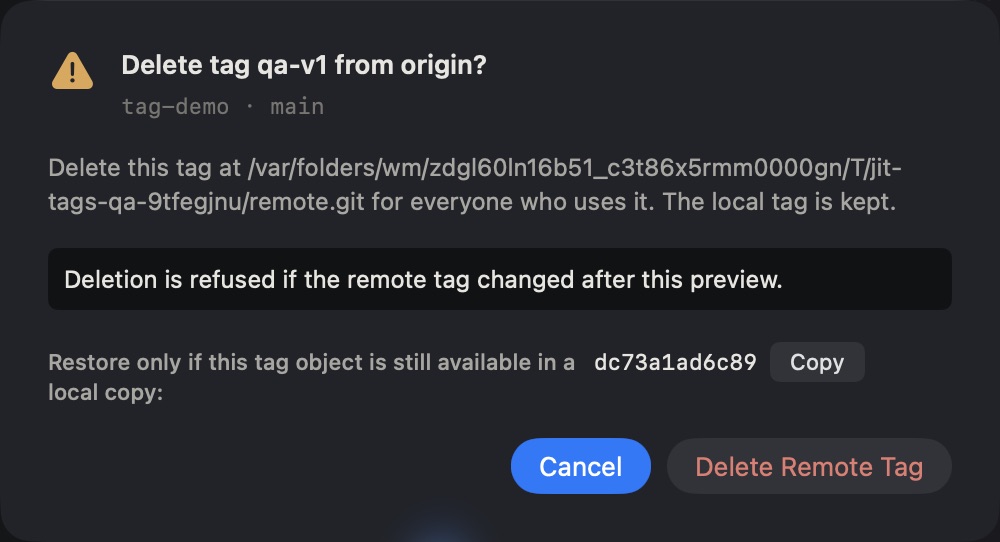 Delete tag qa-v1 from origin?
tag-demo · main
Delete this tag at /var/folders/wm/zdgl60ln16b51_c3t86x5rmm0000gn/T/jit-
tags-qa-9tfegjnu/remote.git for everyone who uses it. The local tag is kept.
Deletion is refused if the remote tag changed after this preview.
Restore only if this tag object is still available in a dc73a1ad6c89 Copy
local copy:
Cancel Delete Remote Tag